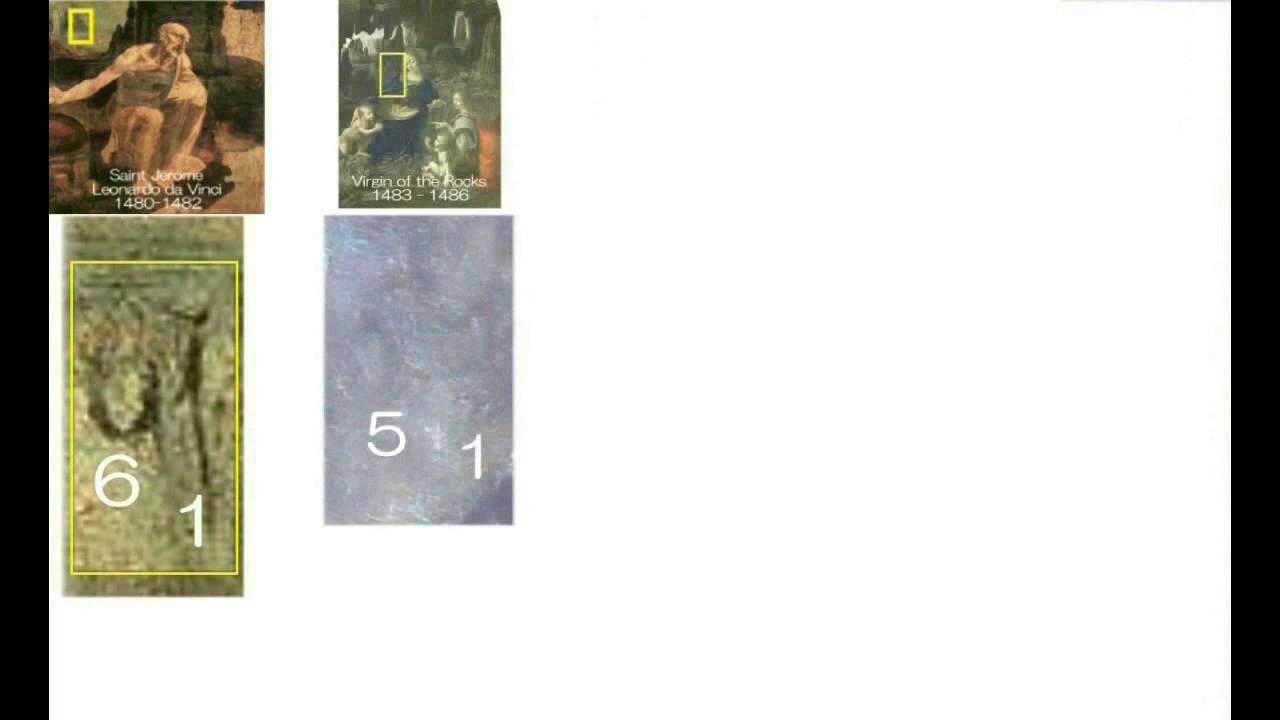 Saint Jerome
Leonardo da Vinci
1480-1482
Virgin of the Rocks
1483 - 1486
6
1
5
1